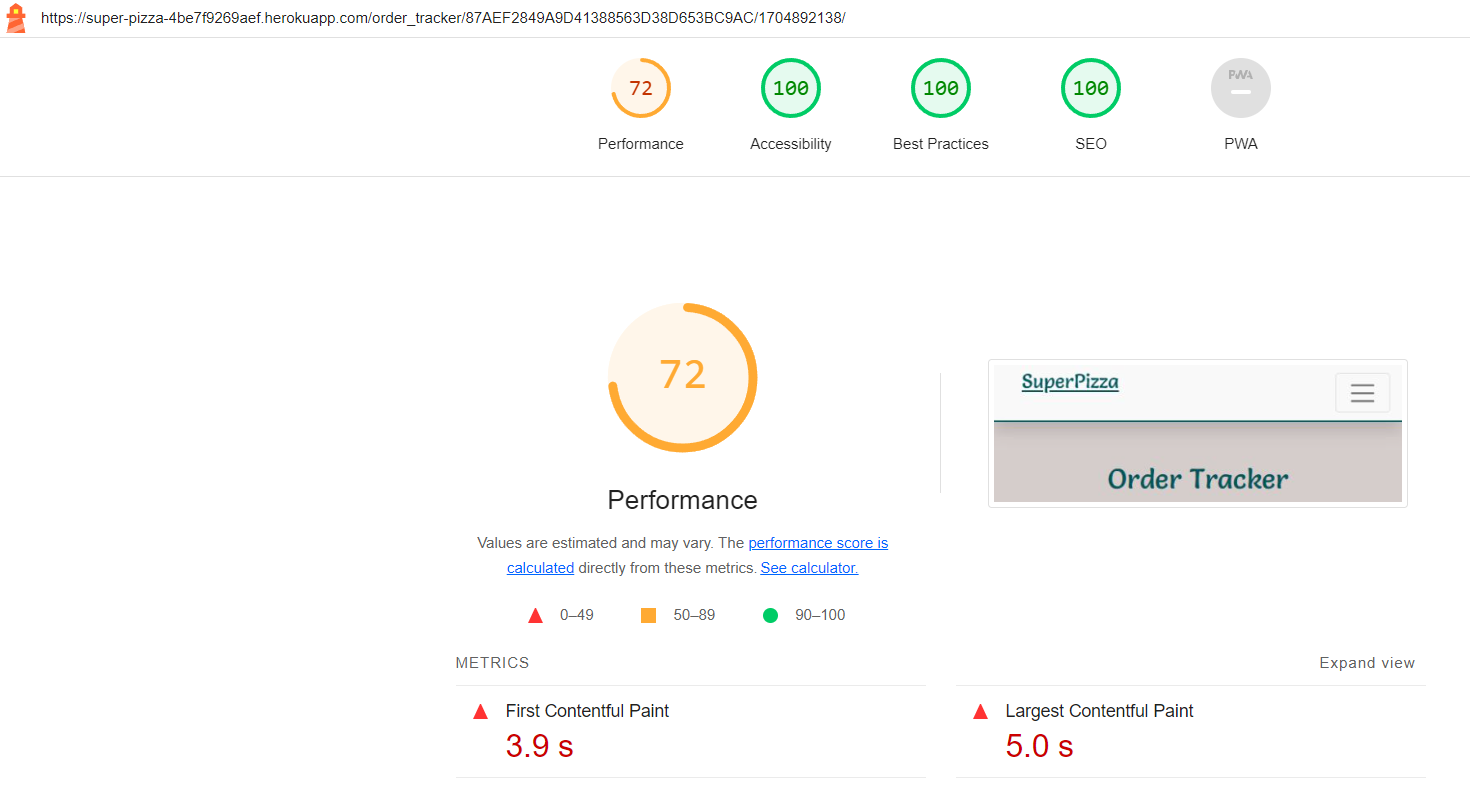 https://super-pizza-4be7f9269aef.herokuapp.com/order_tracker/87AEF2849A9D41388563D38D653BC9AC/1704892138/
72
100
100
100
PWA
Performance
Accessibility
Best Practices
SEO
PWA
72
Performance
Values are estimated and may vary. The performance score is
calculated directly from these metrics. See calculator.
0–49
50–89
90–100
SuperPizza
Order Tracker
METRICS
Expand view
First Contentful Paint
3.9 s
Largest Contentful Paint
5.0 s